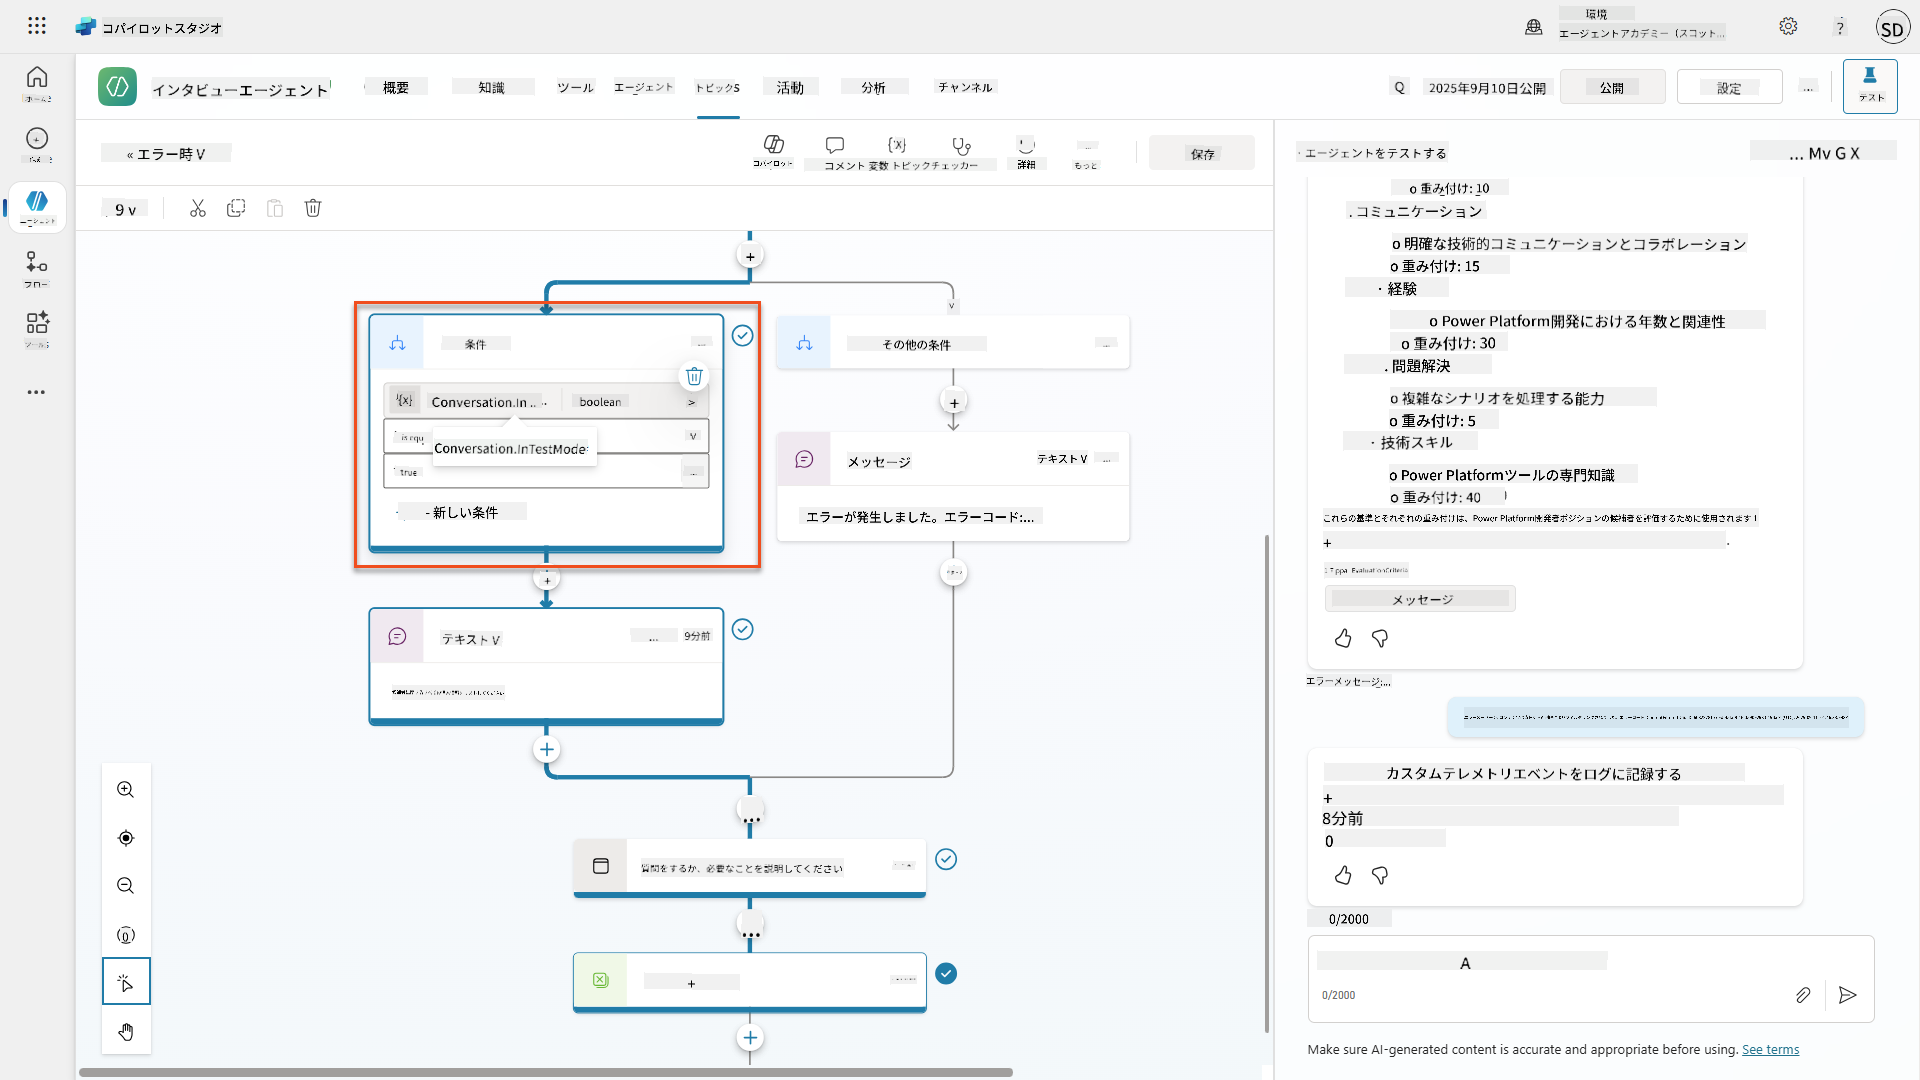 コパイロットスタジオ
環境
エージェントアカデミー（スコット...
?
SD
インタビューエージェント
概要
知識
ツール
エージェント
トピックs
活動
分析
チャンネル
Q
2025年9月10日公開
公開
設定
...
テスト
« エラー時 V
コパイロット
コメント 変数 トピックチェッカー
詳細
もっと
保存
9 v
フロー
条件
...
{x}
Conversation.In...
boolean
>
is equ
V
Conversation.InTestMode
true
...
- 新しい条件
+
テキスト V
...
9分前
v
その他の条件
...
+
メッセージ
テキスト V
...
エラーが発生しました。エラーコード:...
質問をするか、必要なことを説明してください
+
エージェントをテストする
... Mv G X
o 重み付け: 10
. コミュニケーション
o 明確な技術的コミュニケーションとコラボレーション
o 重み付け: 15
· 経験
o Power Platform開発における年数と関連性
o 重み付け: 30
. 問題解決
o 複雑なシナリオを処理する能力
o 重み付け: 5
· 技術スキル
o Power Platformツールの専門知識
o 重み付け: 40
これらの基準とそれぞれの重み付けは、Power Platform開発者ポジションの候補者を評価するために使用されます！
+
メッセージ
エラーメッセージ:...
カスタムテレメトリエベントをログに記録する
+
8分前
0
0/2000
A
0/2000
Make sure AI-generated content is accurate and appropriate before using. See terms